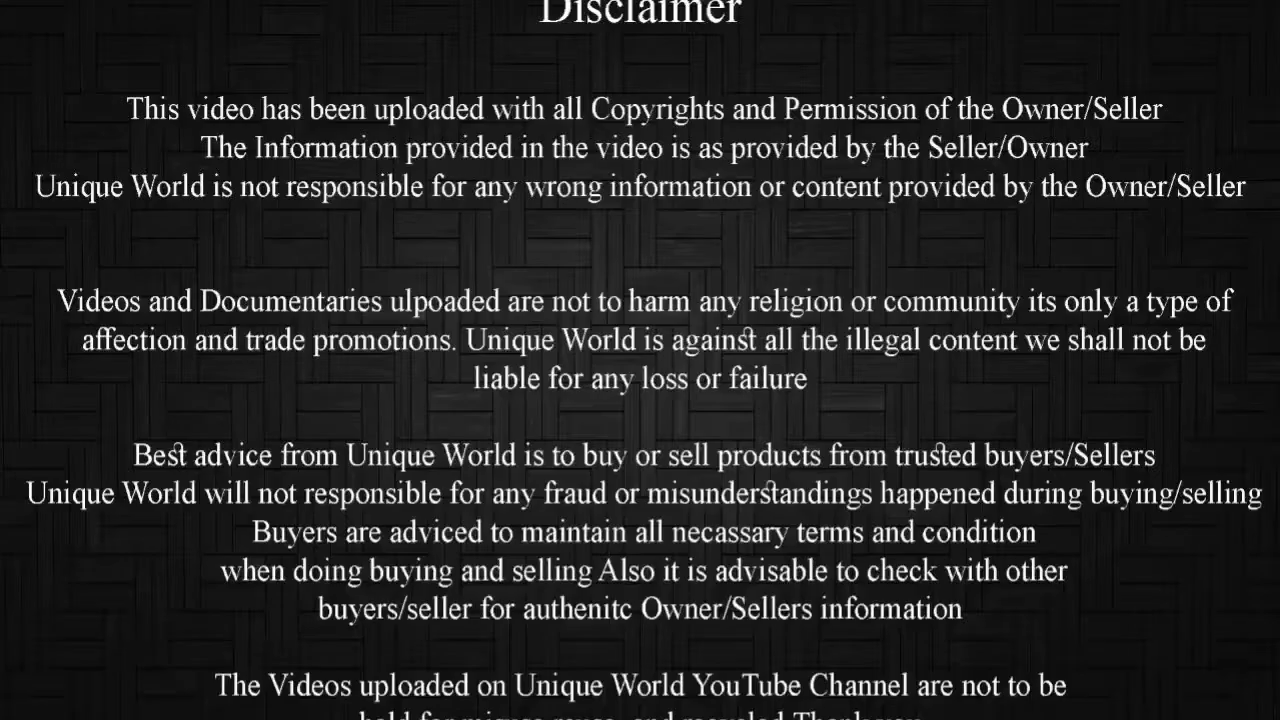 Disclaimer
This video has been uploaded with all Copyrights and Permission of the Owner/Seller
The Information provided in the video is as provided by the Seller/Owner
Unique World is not responsible for any wrong information or content provided by the Owner/Seller
Videos and Documentaries ulpoaded are not to harm any religion or community its only a type of
affection and trade promotions. Unique World is against all the illegal content we shall not be
liable for any loss or failure
Best advice from Unique World is to buy or sell products from trusted buyers/Sellers
Unique World will not responsible for any fraud or misunderstandings happened during buying/selling
Buyers are adviced to maintain all necassary terms and condition
when doing buying and selling Also it is advisable to check with other
buyers/seller for authenitc Owner/Sellers information
The Videos uploaded on Unique World YouTube Channel are not to be